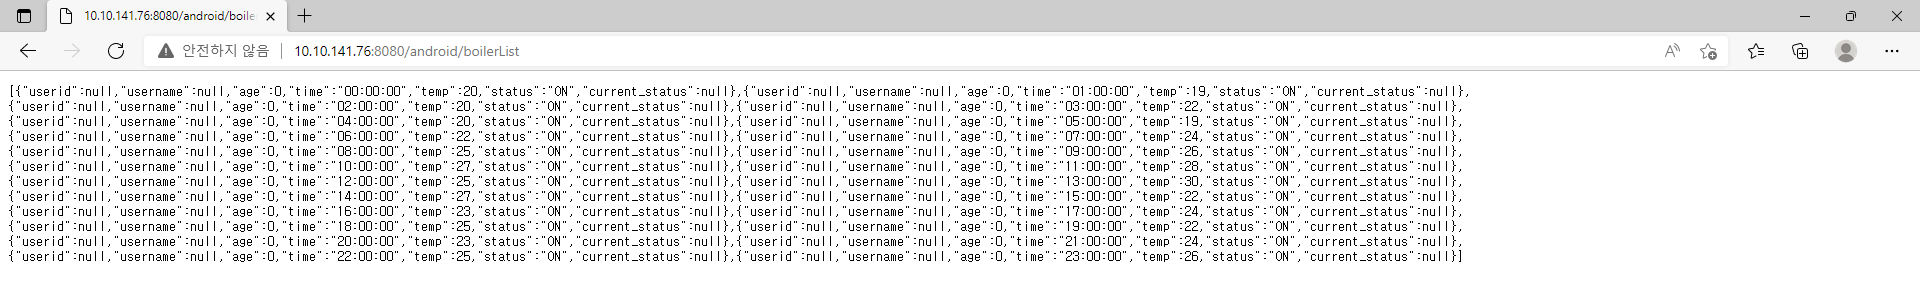 10.10.141.76:8080/android/boile
안전하지 않음 10.10.141.76:8080/android/boilerList
[{"userid":null,"username":null,"age":0,"time":"00:00:00","temp":20,"status":"ON","current_status":null},{"userid":null,"username":null,"age":0,"time":"01:00:00","temp":19,"status":"ON","current_status":null},
{"userid":null,"username":null,"age":0,"time":"02:00:00","temp":20,"status":"ON","current_status":null},{"userid":null,"username":null,"age":0,"time":"03:00:00","temp":22,"status":"ON","current_status":null},
{"userid":null,"username":null,"age":0,"time":"04:00:00","temp":20,"status":"ON","current_status":null},{"userid":null,"username":null,"age":0,"time":"05:00:00","temp":19,"status":"ON","current_status":null},
{"userid":null,"username":null,"age":0,"time":"06:00:00","temp":22,"status":"ON","current_status":null},{"userid":null,"username":null,"age":0,"time":"07:00:00","temp":24,"status":"ON","current_status":null},
{"userid":null,"username":null,"age":0,"time":"08:00:00","temp":25,"status":"ON","current_status":null},{"userid":null,"username":null,"age":0,"time":"09:00:00","temp":26,"status":"ON","current_status":null},
{"userid":null,"username":null,"age":0,"time":"10:00:00","temp":27,"status":"ON","current_status":null},{"userid":null,"username":null,"age":0,"time":"11:00:00","temp":28,"status":"ON","current_status":null},
{"userid":null,"username":null,"age":0,"time":"12:00:00","temp":25,"status":"ON","current_status":null},{"userid":null,"username":null,"age":0,"time":"13:00:00","temp":30,"status":"ON","current_status":null},
{"userid":null,"username":null,"age":0,"time":"14:00:00","temp":27,"status":"ON","current_status":null},{"userid":null,"username":null,"age":0,"time":"15:00:00","temp":22,"status":"ON","current_status":null},
{"userid":null,"username":null,"age":0,"time":"16:00:00","temp":23,"status":"ON","current_status":null},{"userid":null,"username":null,"age":0,"time":"17:00:00","temp":24,"status":"ON","current_status":null},
{"userid":null,"username":null,"age":0,"time":"18:00:00","temp":25,"status":"ON","current_status":null},{"userid":null,"username":null,"age":0,"time":"19:00:00","temp":22,"status":"ON","current_status":null},
{"userid":null,"username":null,"age":0,"time":"20:00:00","temp":23,"status":"ON","current_status":null},{"userid":null,"username":null,"age":0,"time":"21:00:00","temp":24,"status":"ON","current_status":null},
{"userid":null,"username":null,"age":0,"time":"22:00:00","temp":25,"status":"ON","current_status":null},{"userid":null,"username":null,"age":0,"time":"23:00:00","temp":26,"status":"ON","current_status":null}]